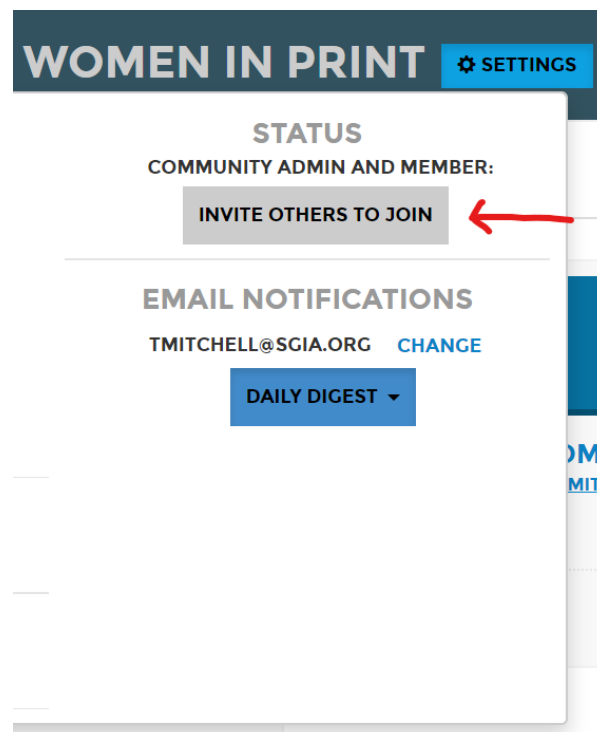 WOMEN IN PRINT
SETTINGS
STATUS
COMMUNITY ADMIN AND MEMBER:
INVITE OTHERS TO JOIN
EMAIL NOTIFICATIONS
TMITCHELL@SGIA.ORG CHANGE
DAILY DIGEST